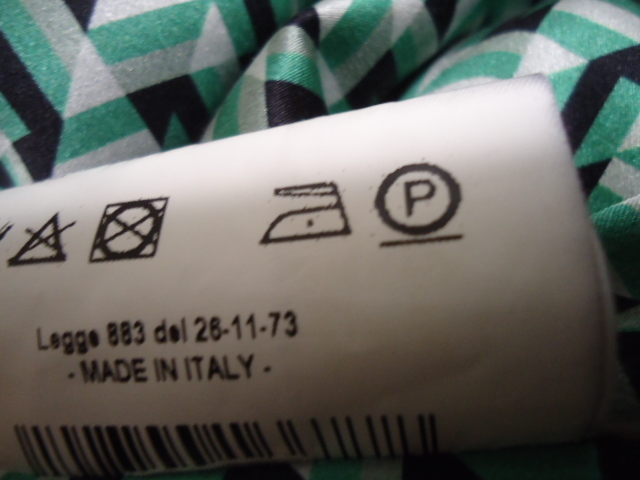 P
Legge 883 del 26-11-73
- MADE IN ITALY -